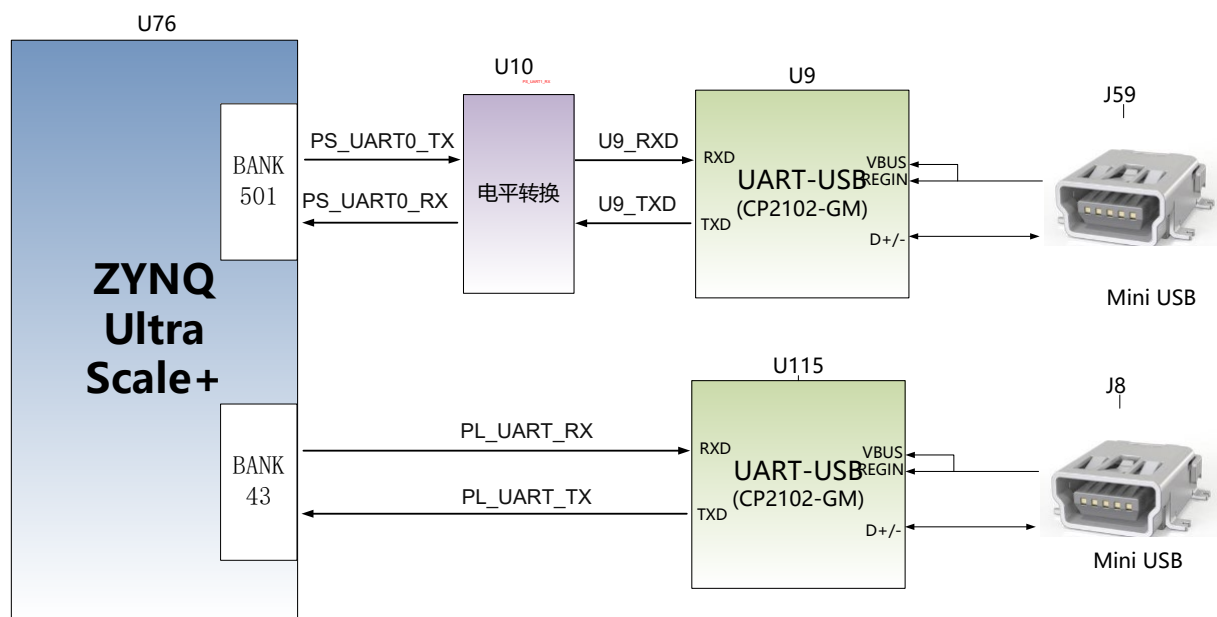 U76
U10
PS_UART1_RX
U9
J59
BANK
501
PS_UART0_TX
PS_UART0_RX
电平转换
U9_RXD
U9_TXD
RXD
TXD
UART-USB
(CP2102-GM)
VBUS
REGIN
D+/-
Mini USB
ZYNQ
Ultra
Scale+
U115
J8
BANK
43
PL_UART_RX
PL_UART_TX
RXD
TXD
UART-USB
(CP2102-GM)
VBUS
REGIN
D+/-
Mini USB